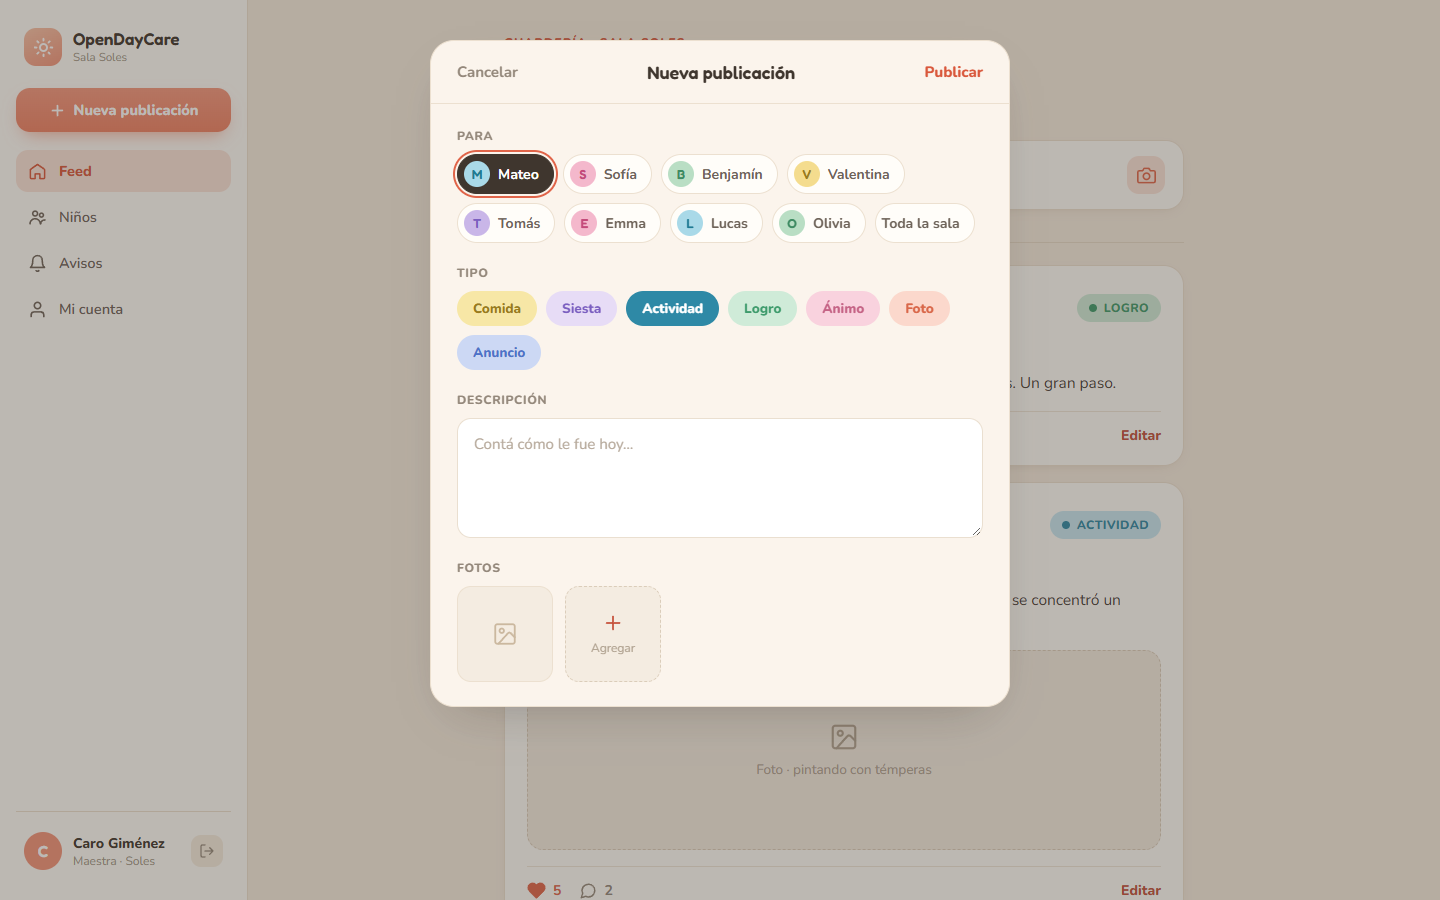 OpenDayCare
Sala Soles
Nueva publicación
Feed
Niños
Avisos
Mi cuenta
C
Caro Giménez
Maestra · Soles
Cancelar
Nueva publicación
Publicar
PARA
M Mateo
S Sofía
B Benjamín
V Valentina
T Tomás
E Emma
L Lucas
O Olivia
Toda la sala
TIPO
Comida
Siesta
Actividad
Logro
Ánimo
Foto
Anuncio
DESCRIPCIÓN
Contá cómo le fue hoy...
FOTOS
Agregar
LOGRO
Un gran paso.
Editar
ACTIVIDAD
se concentró un
Foto · pintando con témperas
5
2
Editar